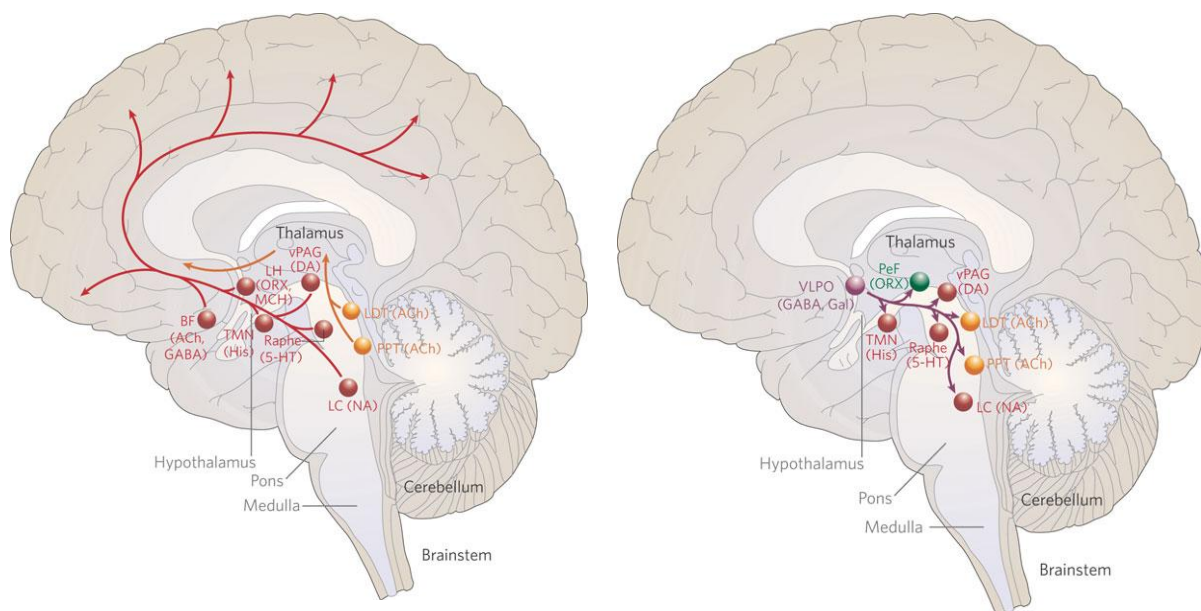 Thalamus
vPAG
(DA)
LH
(ORX,
MCH)
BF
(ACh,
GABA)
TMN
(His)
Raphe
(5-HT)
LDT (ACh)
PPT (ACh)
LC (NA)
Hypothalamus
Pons
Medulla
Cerebellum
Brainstem
Thalamus
VLPO
(GABA, Gal)
PeF
(ORX)
vPAG
(DA)
TMN
(His)
Raphe
(5-HT)
LDT (ACh)
PPT (ACh)
LC (NA)
Hypothalamus
Pons
Medulla
Cerebellum
Brainstem